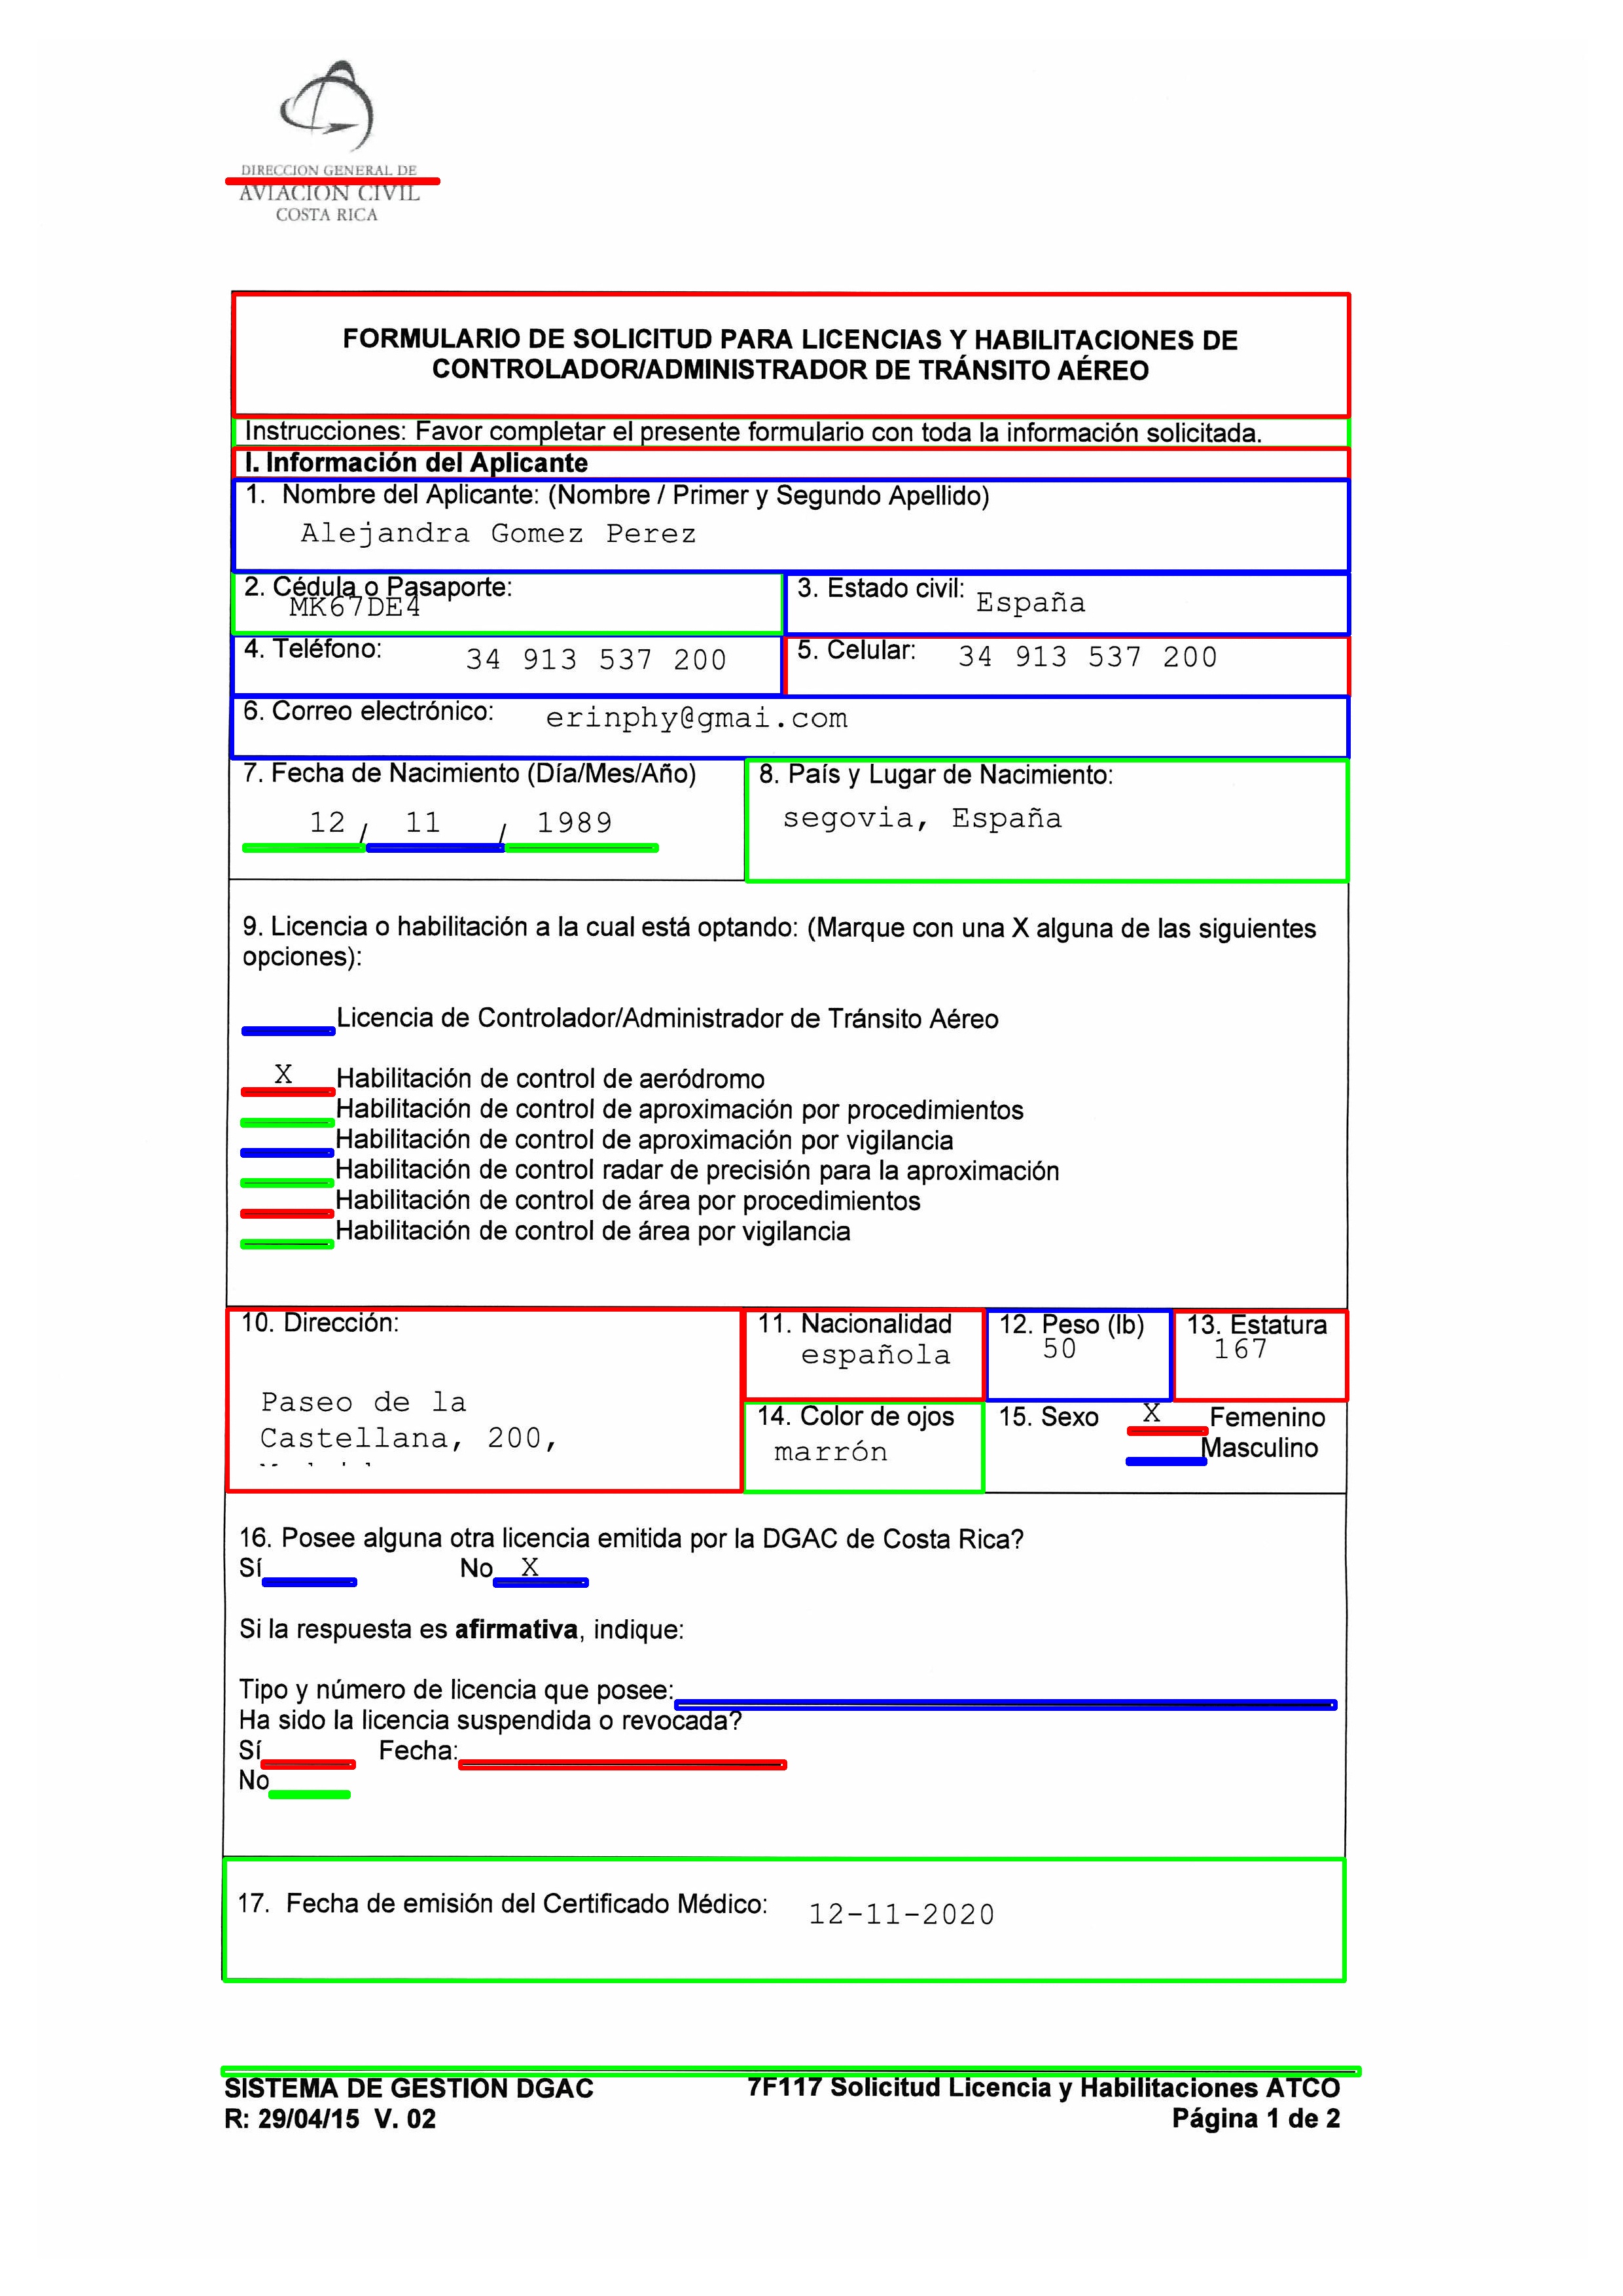 DIRECCION GENERAL DE
AVIACION CIVIL
COSTA RICA
FORMULARIO DE SOLICITUD PARA LICENCIAS Y HABILITACIONES DE
CONTROLADOR/ADMINISTRADOR DE TRÁNSITO AÉREO
Instrucciones: Favor completar el presente formulario con toda la información solicitada.
I. Información del Aplicante
1. Nombre del Aplicante: (Nombre / Primer y Segundo Apellido)
Alejandra Gomez Perez
2. Cédula o Pasaporte:
MK67DE4
3. Estado civil: España
4. Teléfono: 34 913 537 200
5. Celular: 34 913 537 200
6. Correo electrónico: erinphy@gmai.com
7. Fecha de Nacimiento (Día/Mes/Año)
12 / 11 / 1989
8. País y Lugar de Nacimiento:
segovia, España
9. Licencia o habilitación a la cual está optando: (Marque con una X alguna de las siguientes
opciones):
Licencia de Controlador/Administrador de Tránsito Aéreo
X Habilitación de control de aeródromo
Habilitación de control de aproximación por procedimientos
Habilitación de control de aproximación por vigilancia
Habilitación de control radar de precisión para la aproximación
Habilitación de control de área por procedimientos
Habilitación de control de área por vigilancia
10. Dirección:
Paseo de la
Castellana, 200,
11. Nacionalidad
española
12. Peso (lb)
50
13. Estatura
167
14. Color de ojos
marrón
15. Sexo X Femenino
Masculino
16. Posee alguna otra licencia emitida por la DGAC de Costa Rica?
Sí No X
Si la respuesta es afirmativa, indique:
Tipo y número de licencia que posee:
Ha sido la licencia suspendida o revocada?
Sí Fecha:
No
17. Fecha de emisión del Certificado Médico: 12-11-2020
SISTEMA DE GESTION DGAC
R: 29/04/15 V. 02
7F117 Solicitud Licencia y Habilitaciones ATCO
Página 1 de 2